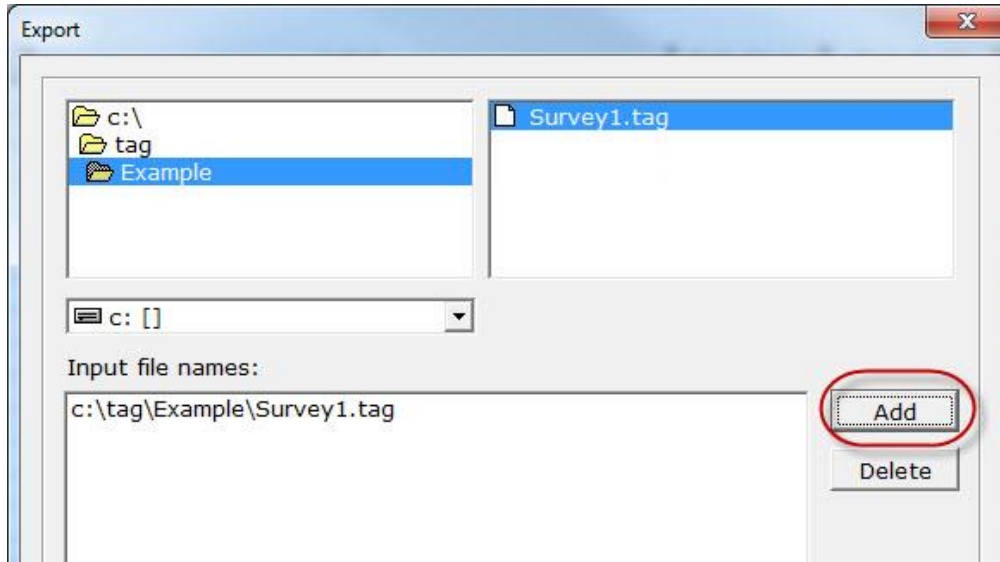 Export
c:\
tag
Example
Survey1.tag
c: []
Input file names:
c:\tag\Example\Survey1.tag
Add
Delete